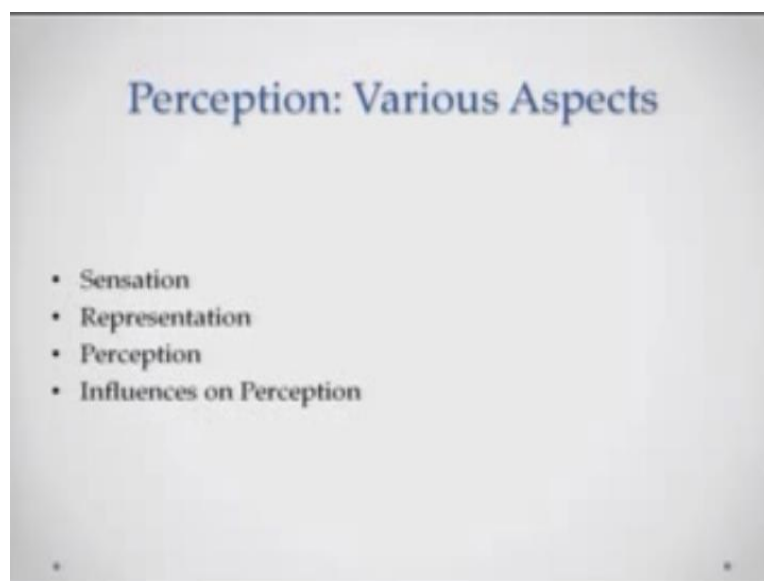 Perception: Various Aspects
• Sensation
• Representation
• Perception
• Influences on Perception